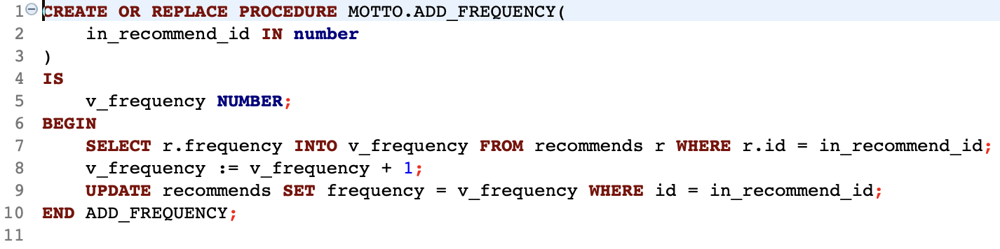 1 CREATE OR REPLACE PROCEDURE MOTTO.ADD_FREQUENCY(
2     in_recommend_id IN number
3 )
4 IS
5     v_frequency NUMBER;
6 BEGIN
7     SELECT r.frequency INTO v_frequency FROM recommends r WHERE r.id = in_recommend_id;
8     v_frequency := v_frequency + 1;
9     UPDATE recommends SET frequency = v_frequency WHERE id = in_recommend_id;
10 END ADD_FREQUENCY;
11